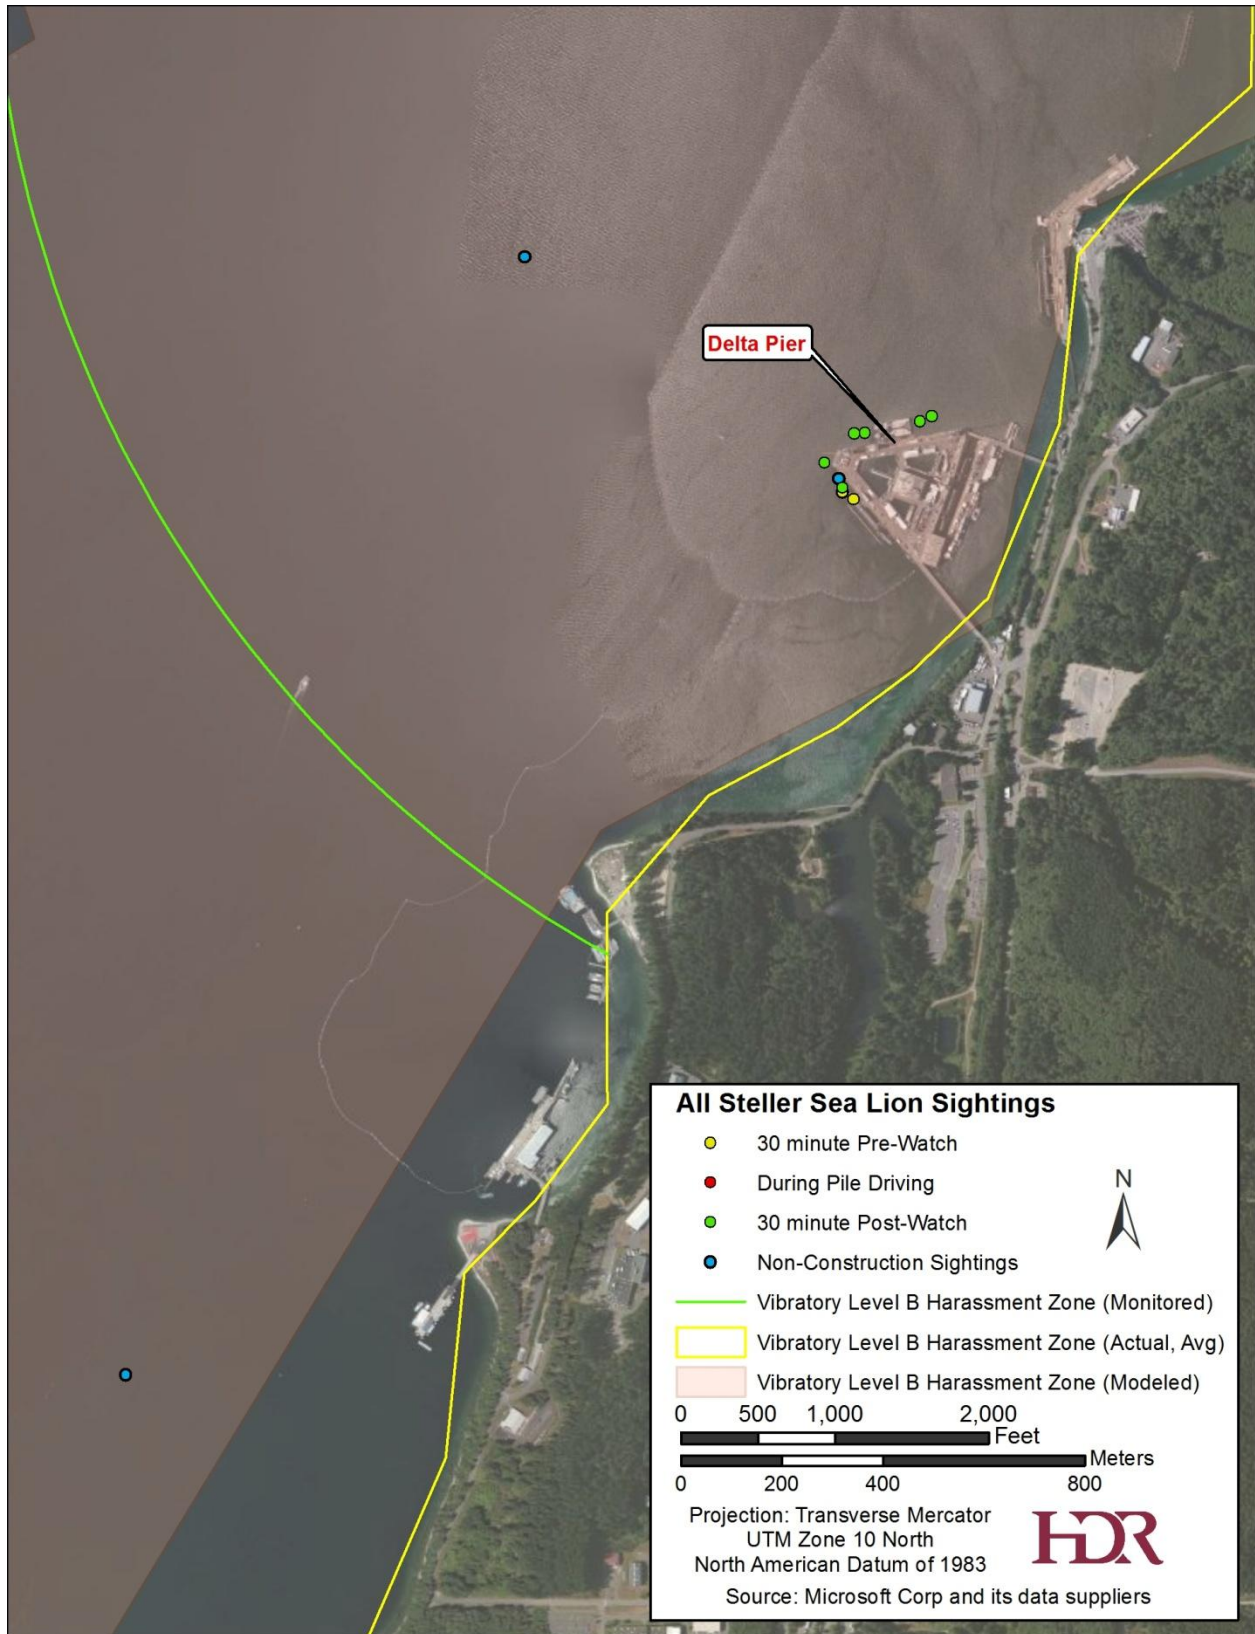 Delta Pier
All Steller Sea Lion Sightings
30 minute Pre-Watch
During Pile Driving
30 minute Post-Watch
Non-Construction Sightings
N
Vibratory Level B Harassment Zone (Monitored)
Vibratory Level B Harassment Zone (Actual, Avg)
Vibratory Level B Harassment Zone (Modeled)
0 500 1,000 2,000
Feet
Meters
0 200 400 800
Projection: Transverse Mercator
UTM Zone 10 North
North American Datum of 1983
HDR
Source: Microsoft Corp and its data suppliers